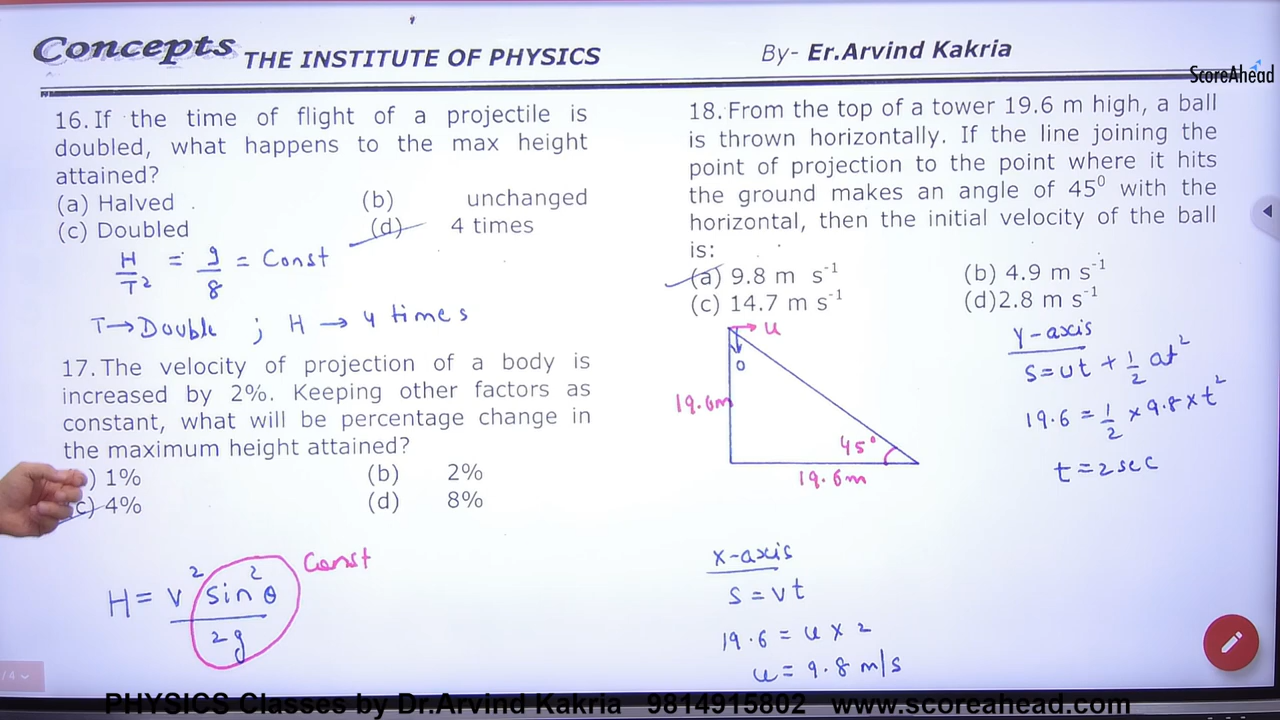 Concepts THE INSTITUTE OF PHYSICS
By- Er.Arvind Kakria
ScoreAhead
16. If the time of flight of a projectile is
doubled, what happens to the max height
attained?
(a) Halved (b) unchanged
(c) Doubled (d) 4 times
H/T² = g/8 = Const
T → Double ; H → 4 times
17. The velocity of projection of a body is
increased by 2%. Keeping other factors as
constant, what will be percentage change in
the maximum height attained?
) 1% (b) 2%
(c) 4% (d) 8%
Const
H = v² sin²θ / 2g
18. From the top of a tower 19.6 m high, a ball
is thrown horizontally. If the line joining the
point of projection to the point where it hits
the ground makes an angle of 45⁰ with the
horizontal, then the initial velocity of the ball
is:
(a) 9.8 m s⁻¹ (b) 4.9 m s⁻¹
(c) 14.7 m s⁻¹ (d)2.8 m s⁻¹
u
0
19.6m
45°
19.6m
Y-axis
s = ut + 1/2 at²
19.6 = 1/2 × 9.8 × t²
t = 2 sec
X-axis
s = vt
19.6 = u × 2
u = 9.8 m/s
/ 4
PHYSICS Classes by Dr.Arvind Kakria 9814915802 www.scoreahead.com